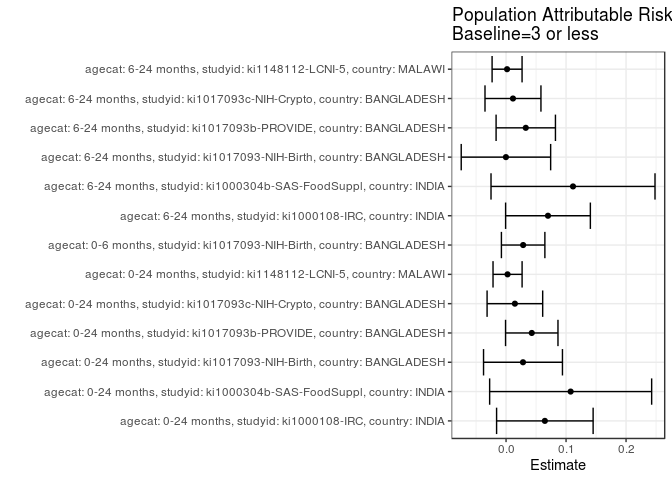 Population Attributable Risk
Baseline=3 or less
agecat: 6-24 months, studyid: ki1148112-LCNI-5, country: MALAWI
agecat: 6-24 months, studyid: ki1017093c-NIH-Crypto, country: BANGLADESH
agecat: 6-24 months, studyid: ki1017093b-PROVIDE, country: BANGLADESH
agecat: 6-24 months, studyid: ki1017093-NIH-Birth, country: BANGLADESH
agecat: 6-24 months, studyid: ki1000304b-SAS-FoodSuppl, country: INDIA
agecat: 6-24 months, studyid: ki1000108-IRC, country: INDIA
agecat: 0-6 months, studyid: ki1017093-NIH-Birth, country: BANGLADESH
agecat: 0-24 months, studyid: ki1148112-LCNI-5, country: MALAWI
agecat: 0-24 months, studyid: ki1017093c-NIH-Crypto, country: BANGLADESH
agecat: 0-24 months, studyid: ki1017093b-PROVIDE, country: BANGLADESH
agecat: 0-24 months, studyid: ki1017093-NIH-Birth, country: BANGLADESH
agecat: 0-24 months, studyid: ki1000304b-SAS-FoodSuppl, country: INDIA
agecat: 0-24 months, studyid: ki1000108-IRC, country: INDIA
0.0 0.1 0.2
Estimate